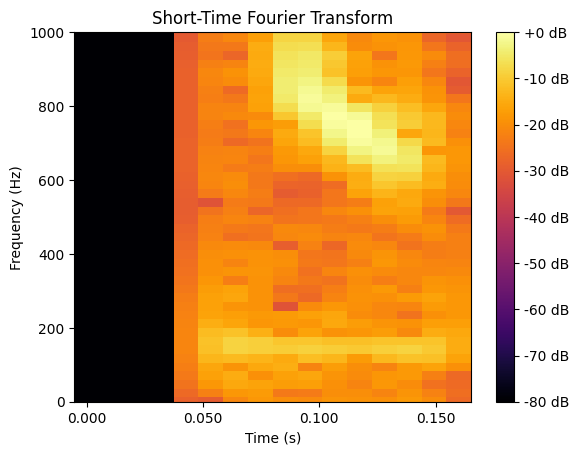 Short-Time Fourier Transform
1000
800
600
400
200
0
Frequency (Hz)
0.000
0.050
0.100
0.150
Time (s)
+0 dB
-10 dB
-20 dB
-30 dB
-40 dB
-50 dB
-60 dB
-70 dB
-80 dB